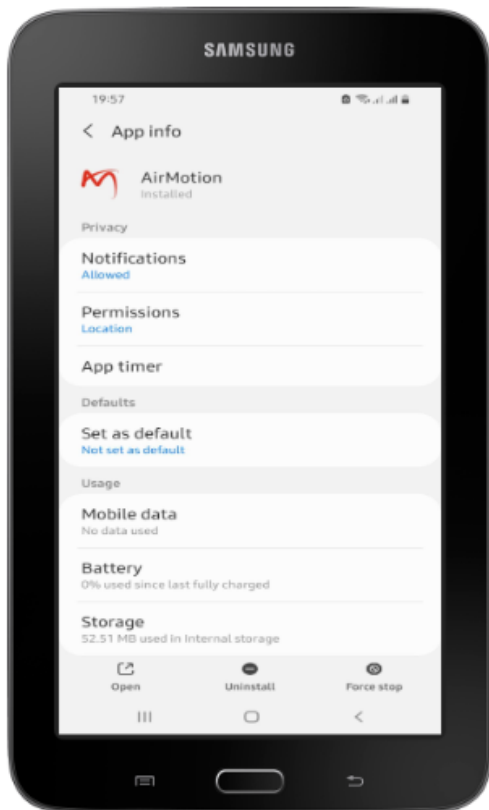 SAMSUNG
19:57
App info
AirMotion
Installed
Privacy
Notifications
Allowed
Permissions
Location
App timer
Defaults
Set as default
Not set as default
Usage
Mobile data
No data used
Battery
0% used since last fully charged
Storage
52.51 MB used in Internal storage
Open Uninstall Force stop